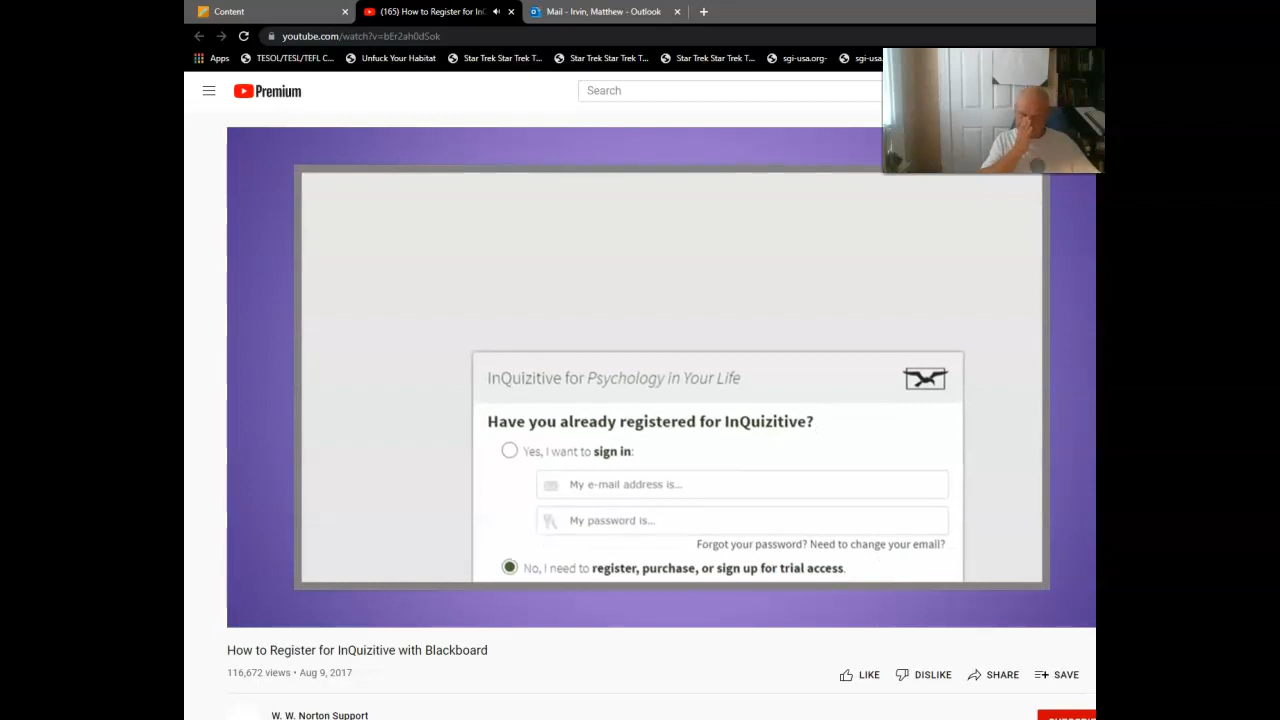 Content
(165) How to Register for InQ
Mail - Irvin, Matthew - Outlook
youtube.com/watch?v=bEr2ah0dSok
Apps TESOL/TESL/TEFL C... Unfuck Your Habitat Star Trek Star Trek T... Star Trek Star Trek T... Star Trek Star Trek T... sgi-usa.org- sgi-usa.
Premium
Search
InQuizitive for Psychology in Your Life
Have you already registered for InQuizitive?
Yes, I want to sign in:
My e-mail address is...
My password is...
Forgot your password? Need to change your email?
No, I need to register, purchase, or sign up for trial access.
How to Register for InQuizitive with Blackboard
116,672 views • Aug 9, 2017
LIKE DISLIKE SHARE SAVE
W. W. Norton Support